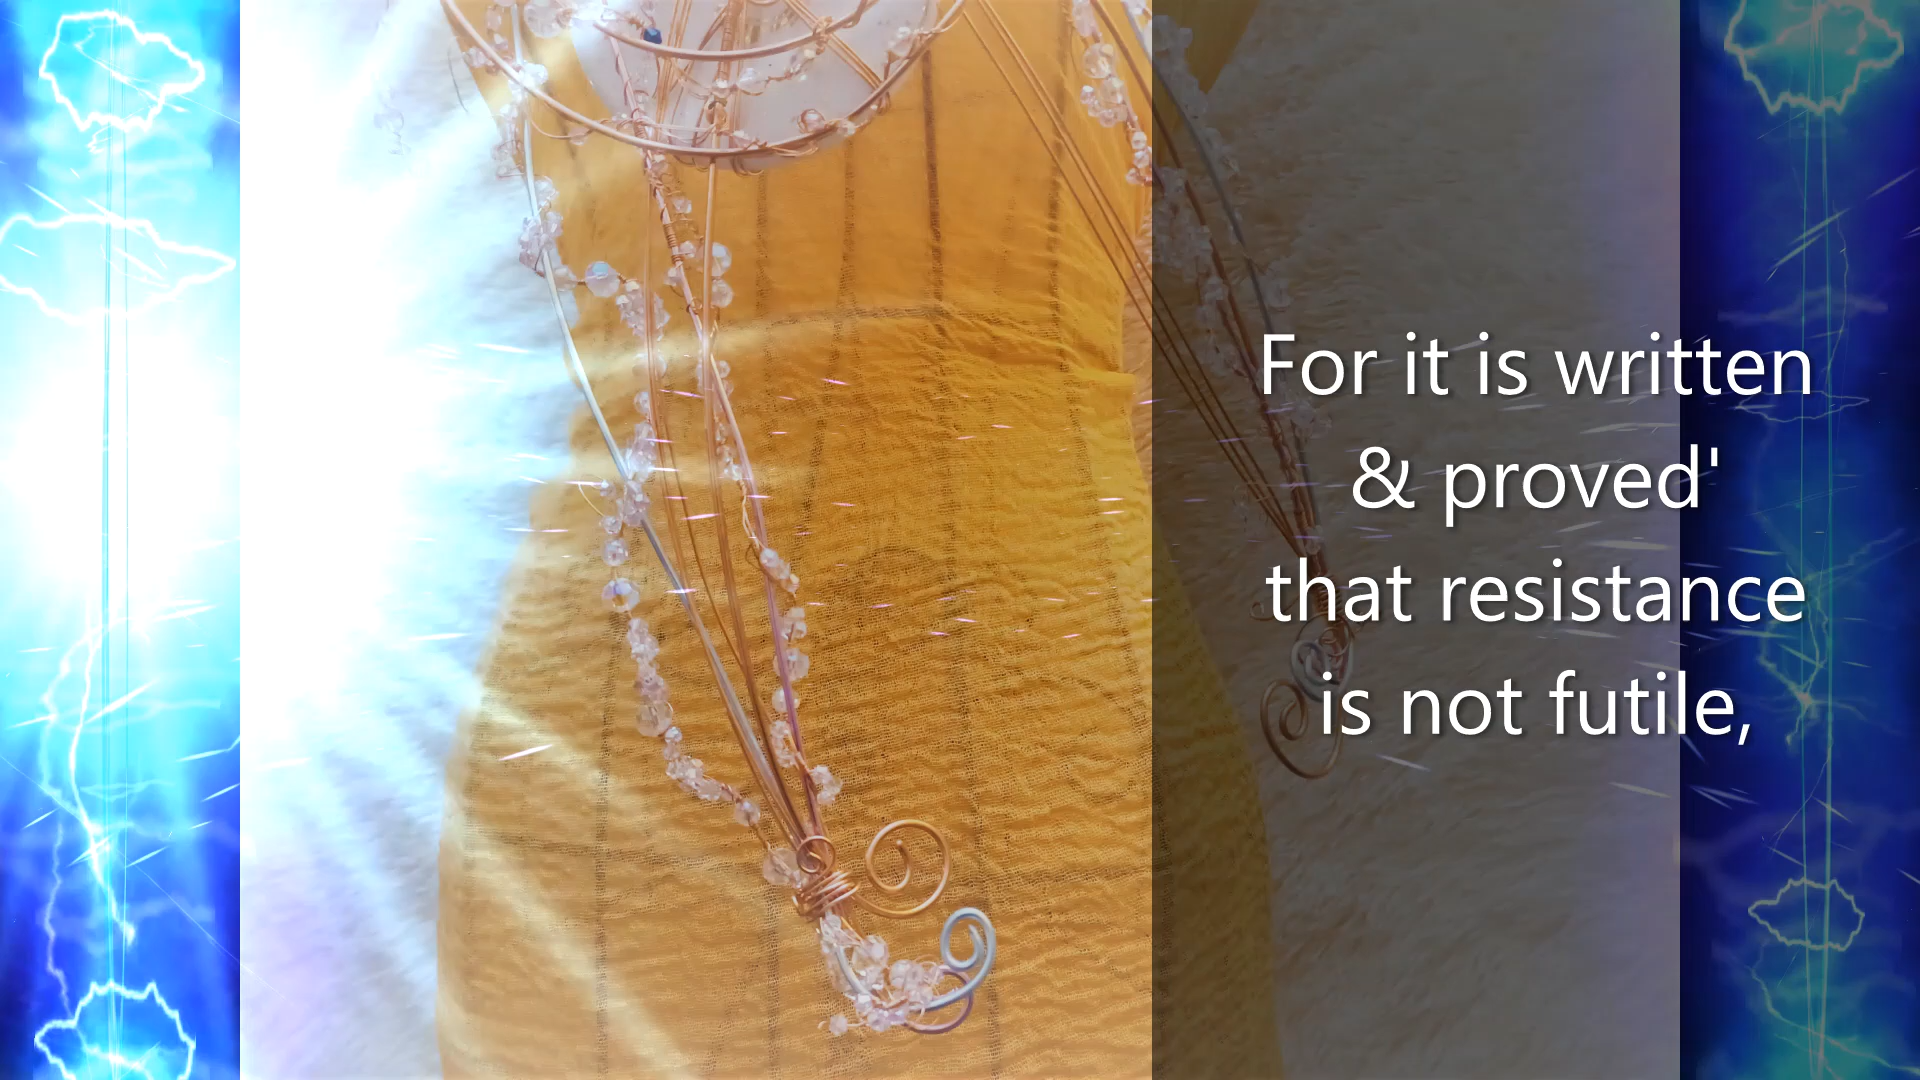 For it is written
& proved'
that resistance
is not futile,